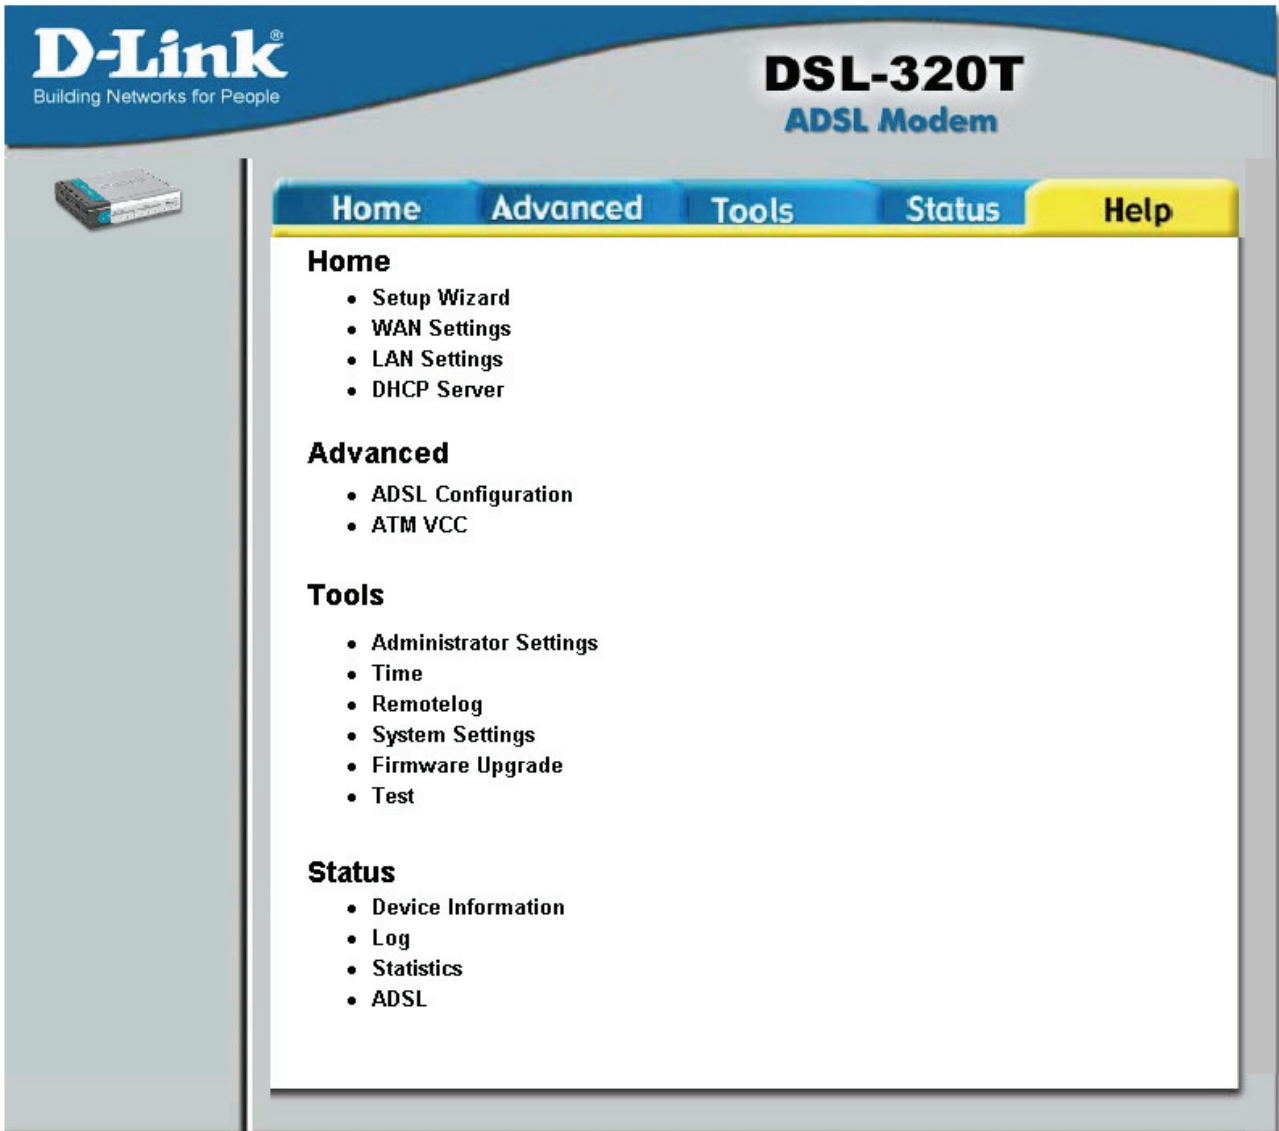 D-Link®
Building Networks for People
DSL-320T
ADSL Modem
Home Advanced Tools Status Help
Home
• Setup Wizard
• WAN Settings
• LAN Settings
• DHCP Server
Advanced
• ADSL Configuration
• ATM VCC
Tools
• Administrator Settings
• Time
• Remotelog
• System Settings
• Firmware Upgrade
• Test
Status
• Device Information
• Log
• Statistics
• ADSL